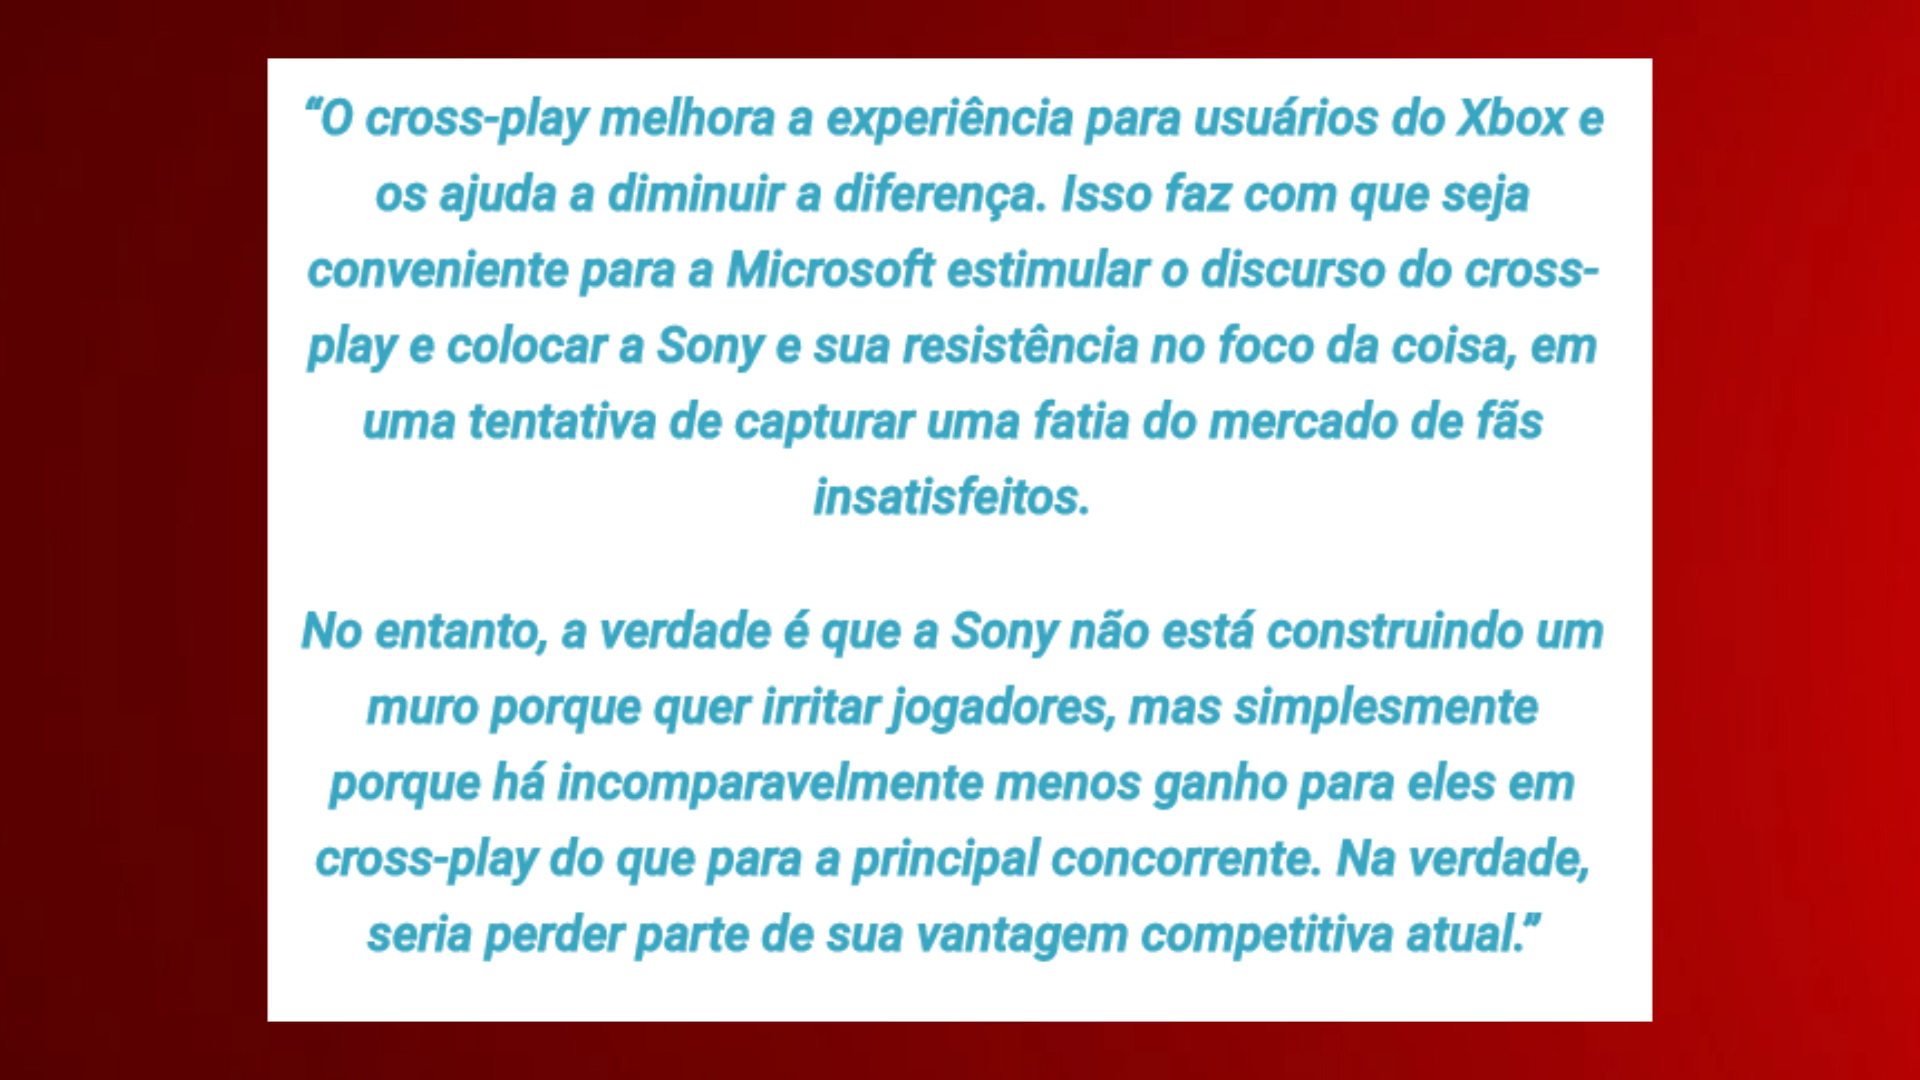 “O cross-play melhora a experiência para usuários do Xbox e
os ajuda a diminuir a diferença. Isso faz com que seja
conveniente para a Microsoft estimular o discurso do cross-
play e colocar a Sony e sua resistência no foco da coisa, em
uma tentativa de capturar uma fatia do mercado de fãs
insatisfeitos.
No entanto, a verdade é que a Sony não está construindo um
muro porque quer irritar jogadores, mas simplesmente
porque há incomparavelmente menos ganho para eles em
cross-play do que para a principal concorrente. Na verdade,
seria perder parte de sua vantagem competitiva atual.”